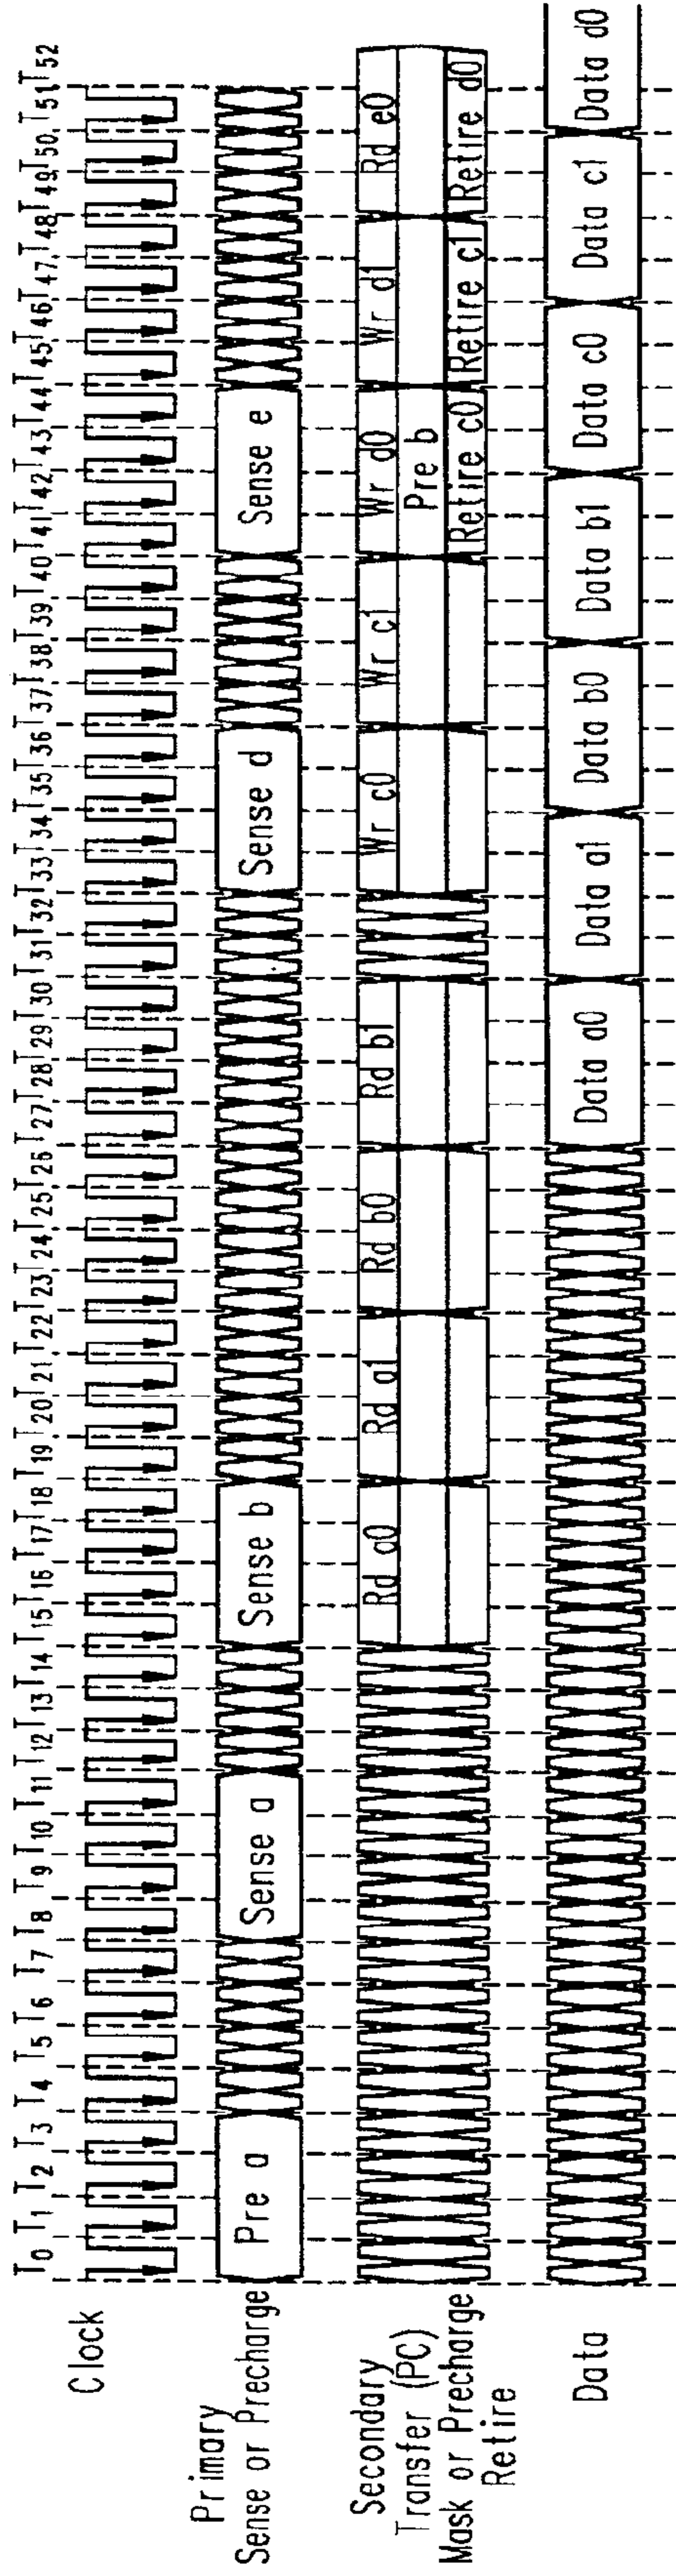 T0 T1 T2 T3 T4 T5 T6 T7 T8 T9 T10 T11 T12 T13 T14 T15 T16 T17 T18 T19 T20 T21 T22 T23 T24 T25 T26 T27 T28 T29 T30 T31 T32 T33 T34 T35 T36 T37 T38 T39 T40 T41 T42 T43 T44 T45 T46 T47 T48 T49 T50 T51 T52
Clock
Primary
Sense or Precharge
Pre a Sense a Sense b Sense d Sense e
Secondary
Transfer (PC)
Rd a0 Rd a1 Rd b0 Rd b1 Wr c0 Wr c1 Wr d0 Wr d1 Rd e0
Mask or Precharge
Pre b
Retire
Retire c0 Retire c1 Retire d0
Data
Data a0 Data a1 Data b0 Data b1 Data c0 Data c1 Data d0